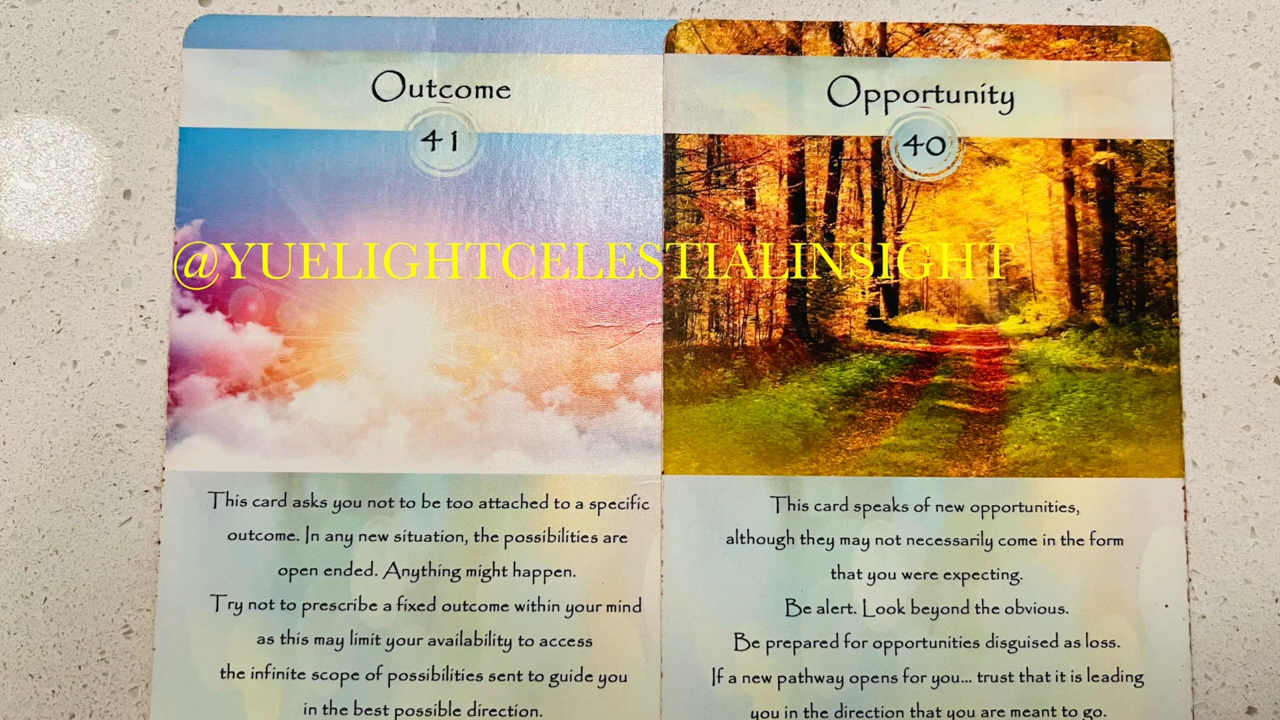 Outcome
41
@YUELIGHTCELESTIALINSIGHT
This card asks you not to be too attached to a specific
outcome. In any new situation, the possibilities are
open ended. Anything might happen.
Try not to prescribe a fixed outcome within your mind
as this may limit your availability to access
the infinite scope of possibilities sent to guide you
in the best possible direction.
Opportunity
40
This card speaks of new opportunities,
although they may not necessarily come in the form
that you were expecting.
Be alert. Look beyond the obvious.
Be prepared for opportunities disguised as loss.
If a new pathway opens for you... trust that it is leading
you in the direction that you are meant to go.